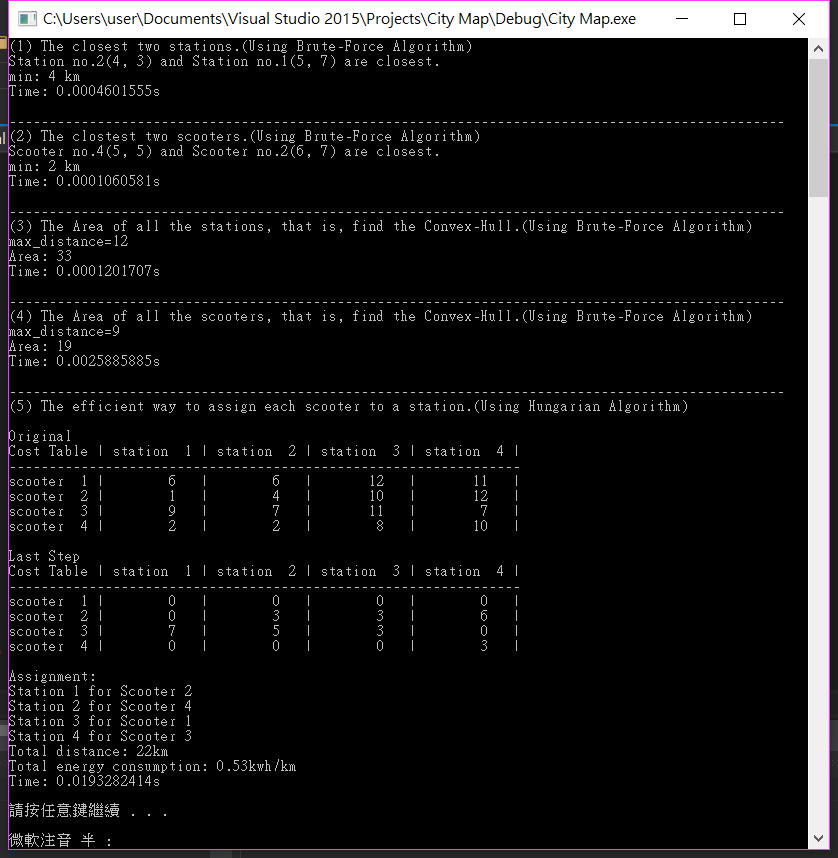 C:\Users\user\Documents\Visual Studio 2015\Projects\City Map\Debug\City Map.exe
(1) The closest two stations.(Using Brute-Force Algorithm)
Station no.2(4, 3) and Station no.1(5, 7) are closest.
min: 4 km
Time: 0.0004601555s
-------------------------------------------------------------------------------------------------
(2) The clostest two scooters.(Using Brute-Force Algorithm)
Scooter no.4(5, 5) and Scooter no.2(6, 7) are closest.
min: 2 km
Time: 0.0001060581s
-------------------------------------------------------------------------------------------------
(3) The Area of all the stations, that is, find the Convex-Hull.(Using Brute-Force Algorithm)
max_distance=12
Area: 33
Time: 0.0001201707s
-------------------------------------------------------------------------------------------------
(4) The Area of all the scooters, that is, find the Convex-Hull.(Using Brute-Force Algorithm)
max_distance=9
Area: 19
Time: 0.0025885885s
-------------------------------------------------------------------------------------------------
(5) The efficient way to assign each scooter to a station.(Using Hungarian Algorithm)
Original
Cost Table | station  1 | station  2 | station  3 | station  4 |
----------------------------------------------------------------
scooter  1 |        6   |        6   |       12   |       11   |
scooter  2 |        1   |        4   |       10   |       12   |
scooter  3 |        9   |        7   |       11   |        7   |
scooter  4 |        2   |        2   |        8   |       10   |
Last Step
Cost Table | station  1 | station  2 | station  3 | station  4 |
----------------------------------------------------------------
scooter  1 |        0   |        0   |        0   |        0   |
scooter  2 |        0   |        3   |        3   |        6   |
scooter  3 |        7   |        5   |        3   |        0   |
scooter  4 |        0   |        0   |        0   |        3   |
Assignment:
Station 1 for Scooter 2
Station 2 for Scooter 4
Station 3 for Scooter 1
Station 4 for Scooter 3
Total distance: 22km
Total energy consumption: 0.53kwh/km
Time: 0.0193282414s
請按任意鍵繼續 . . .
微軟注音 半 :